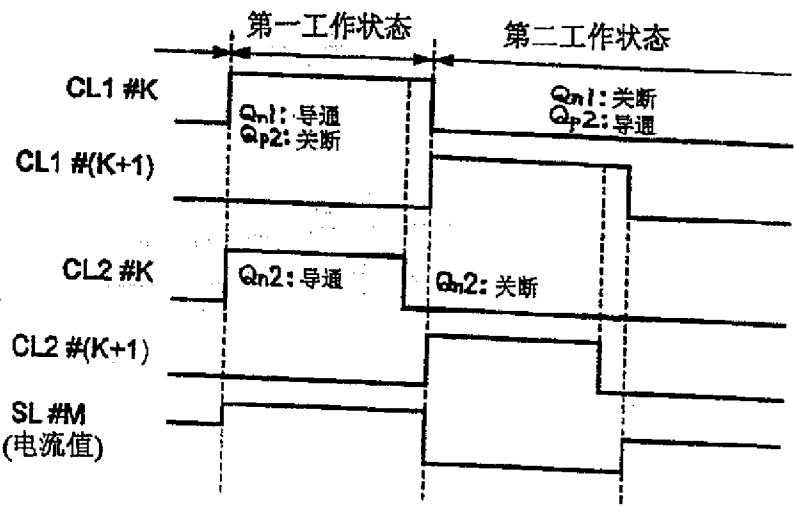 第一工作状态
第二工作状态
CL1 #K
Qn1: 导通
Qp2: 关断
Qn1: 关断
Qp2: 导通
CL1 #(K+1)
CL2 #K
Qn2: 导通
Qn2: 关断
CL2 #(K+1)
SL #M
(电流值)